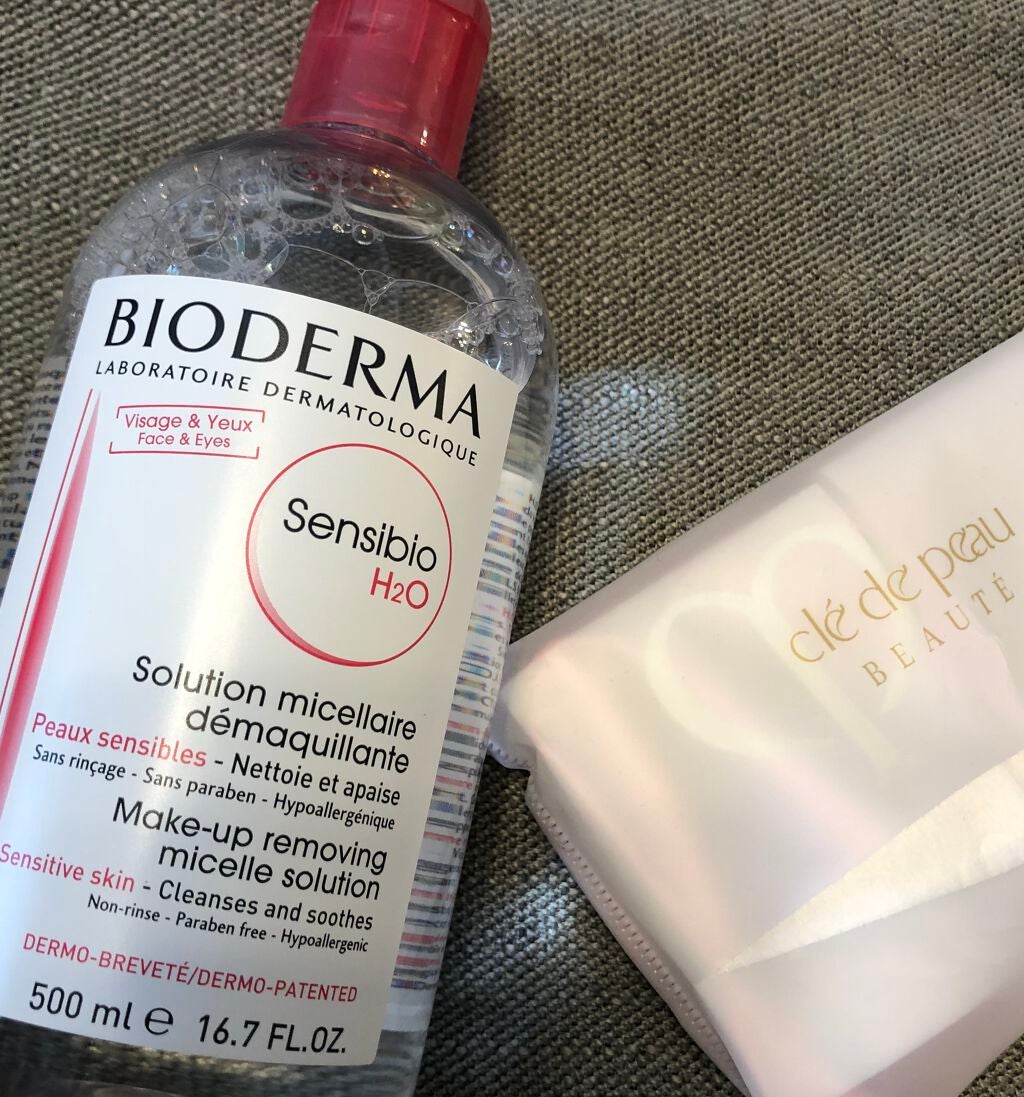 BIODERMA
LABORATOIRE DERMATOLOGIQUE
Visage & Yeux
Face & Eyes
Sensibio
H2O
Solution micellaire
démaquillante
Peaux sensibles - Nettoie et apaise
Sans rinçage - Sans paraben - Hypoallergénique
Make-up removing
micelle solution
Sensitive skin - Cleanses and soothes
Non-rinse - Paraben free - Hypoallergenic
DERMO-BREVETÉ/DERMO-PATENTED
500 ml e 16.7 FL.OZ.
clé de peau
BEAUTÉ